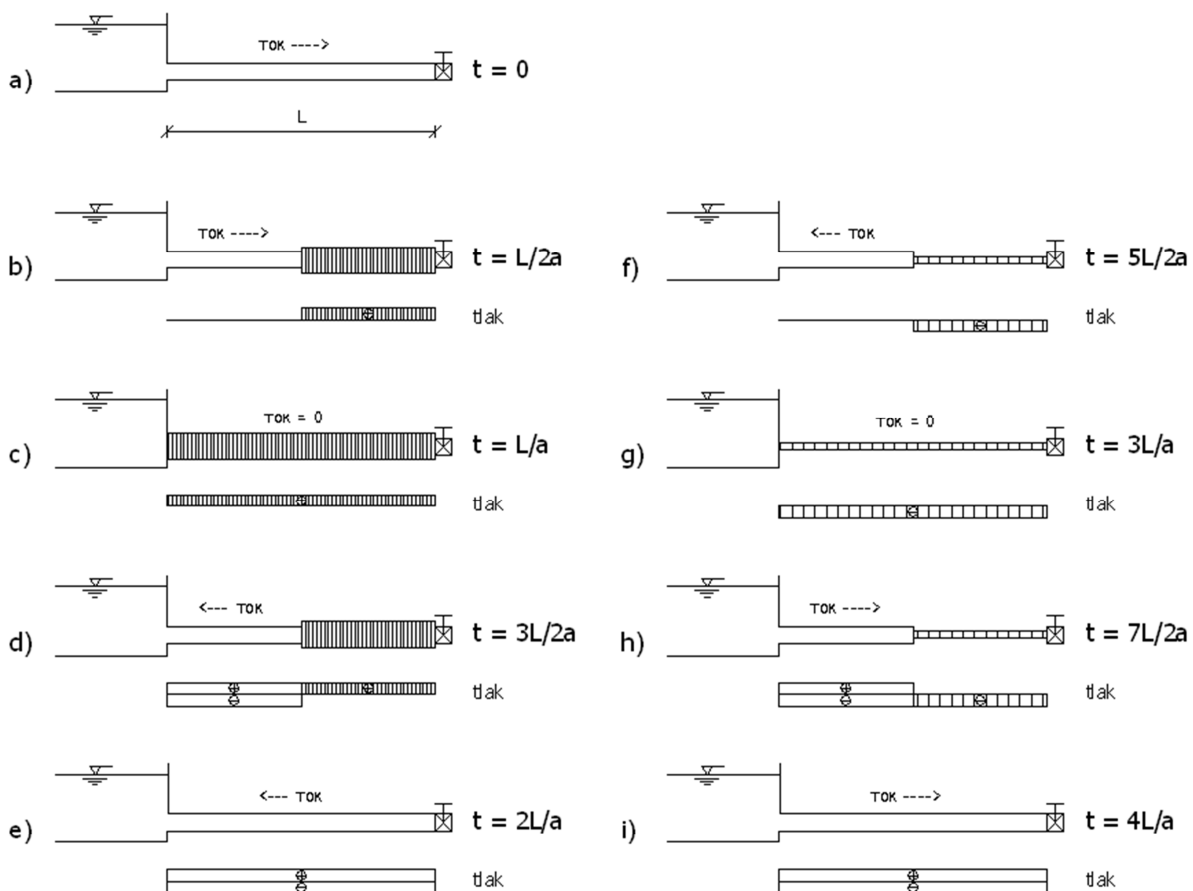 a)
TOK ---->
t = 0
L
b)
TOK ---->
t = L/2a
tlak
c)
TOK = 0
t = L/a
tlak
d)
<---- TOK
t = 3L/2a
tlak
e)
<---- TOK
t = 2L/a
tlak
f)
<---- TOK
t = 5L/2a
tlak
g)
TOK = 0
t = 3L/a
tlak
h)
TOK ---->
t = 7L/2a
tlak
i)
TOK ---->
t = 4L/a
tlak